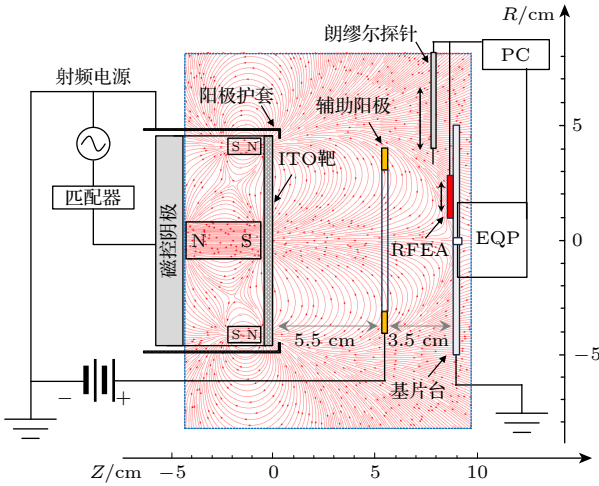 R/cm
朗缪尔探针
PC
射频电源
阳极护套
辅助阳极
5
S N
ITO靶
匹配器
磁控阴极
N S
RFEA
EQP
0
S N
5.5 cm
3.5 cm
−5
基片台
− +
Z/cm −5 0 5 10